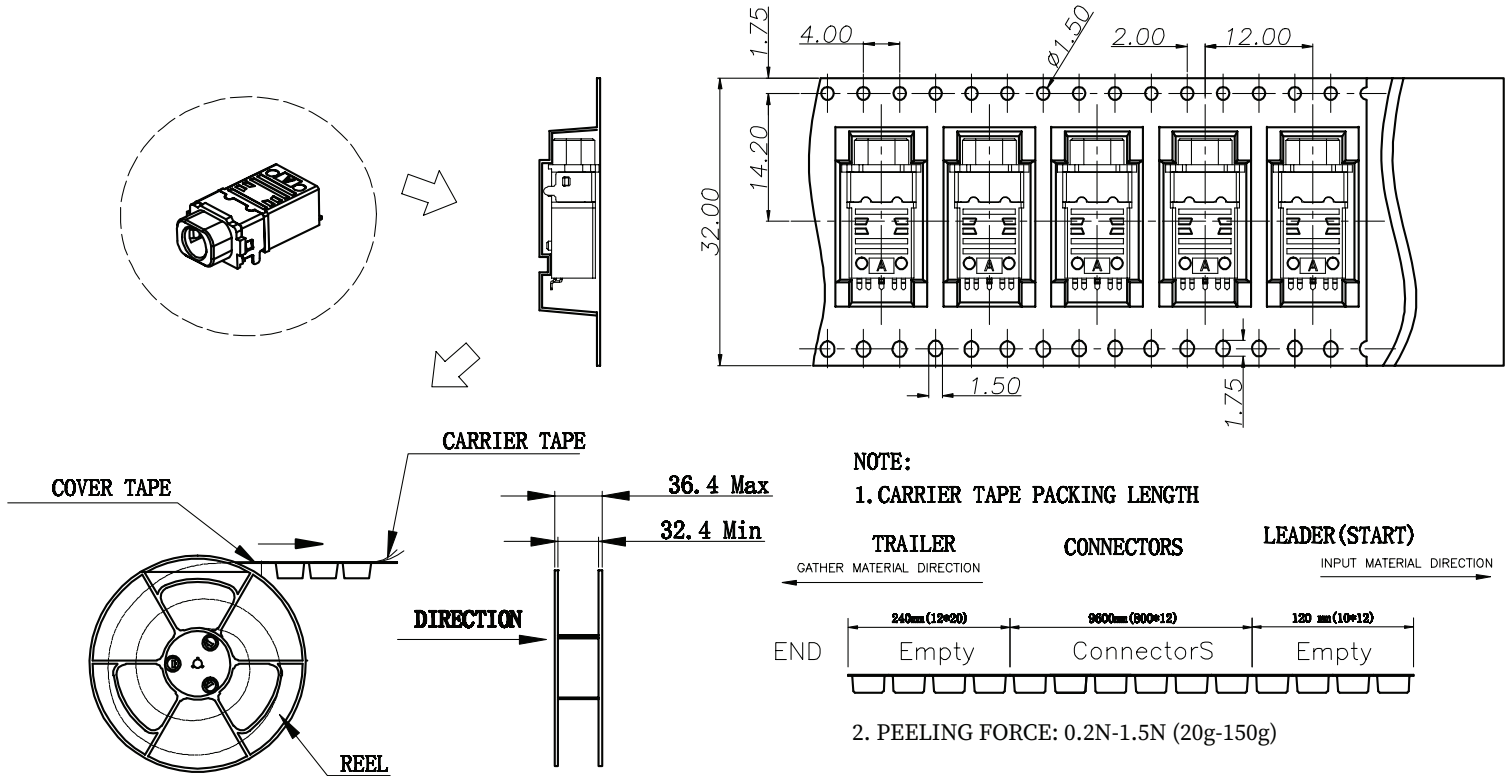 1.75
4.00
ø1.50
2.00
12.00
14.20
32.00
A
A
A
A
A
1.50
1.75
CARRIER TAPE
COVER TAPE
36.4 Max
32.4 Min
DIRECTION
REEL
NOTE:
1.CARRIER TAPE PACKING LENGTH
TRAILER
CONNECTORS
LEADER(START)
GATHER MATERIAL DIRECTION
INPUT MATERIAL DIRECTION
240mm(12*20)
9600mm(800*12)
120 mm(10*12)
END
Empty
ConnectorS
Empty
2. PEELING FORCE: 0.2N-1.5N (20g-150g)